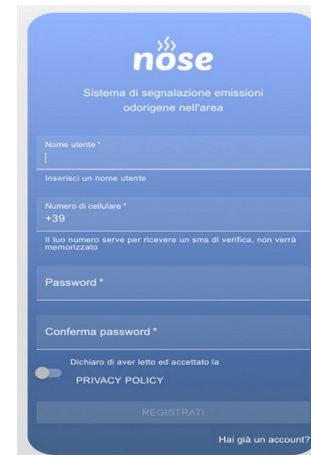 nose
Sistema di segnalazione emissioni
odorigene nell'area
Nome utente *
Inserisci un nome utente
Numero di cellulare *
+39
Il tuo numero serve per ricevere un sms di verifica, non verrà
memorizzato
Password *
Conferma password *
Dichiaro di aver letto ed accettato la
PRIVACY POLICY
REGISTRATI
Hai già un account?